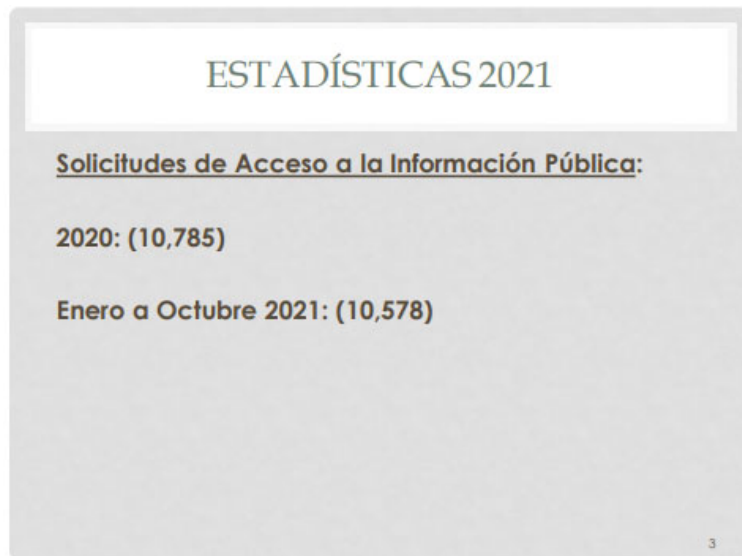 ESTADÍSTICAS 2021
Solicitudes de Acceso a la Información Pública:
2020: (10,785)
Enero a Octubre 2021: (10,578)
3